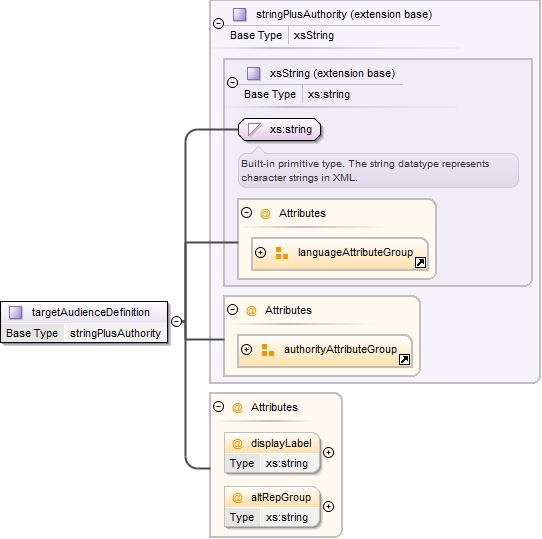 stringPlusAuthority (extension base)
Base Type xsString
xsString (extension base)
Base Type xs:string
xs:string
Built-in primitive type. The string datatype represents
character strings in XML.
@ Attributes
languageAttributeGroup
@ Attributes
authorityAttributeGroup
targetAudienceDefinition
Base Type stringPlusAuthority
@ Attributes
@ displayLabel
Type xs:string
@ altRepGroup
Type xs:string